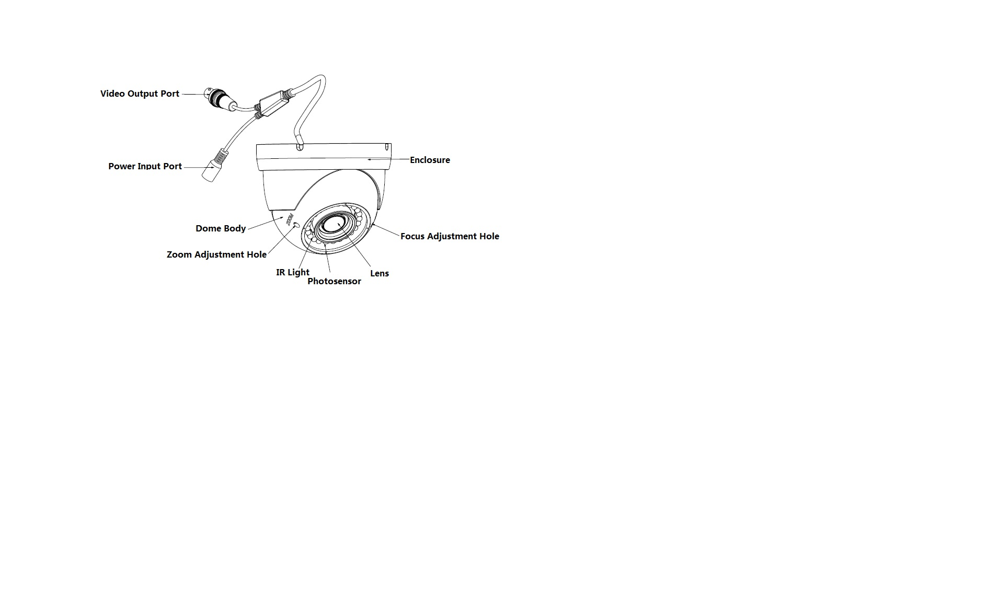 Video Output Port
Enclosure
Power Input Port
ZOOM
Dome Body
Focus Adjustment Hole
Zoom Adjustment Hole
IR Light
Lens
Photosensor